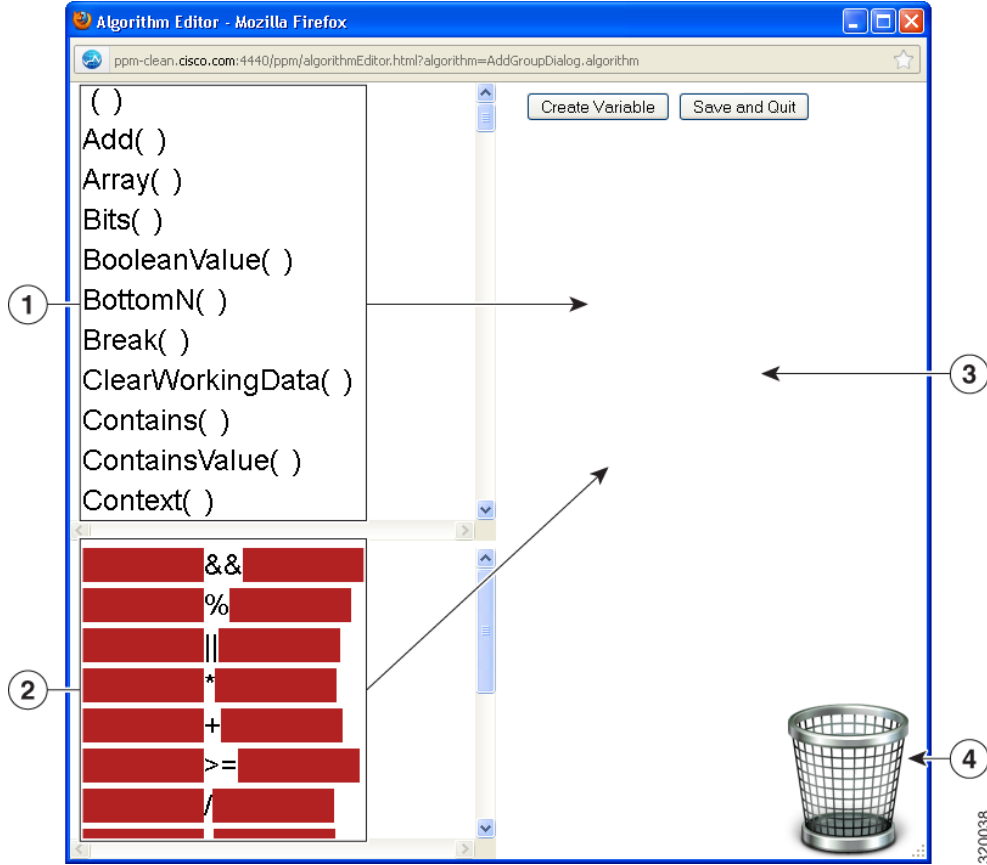 Algorithm Editor - Mozilla Firefox
ppm-clean.cisco.com:4440/ppm/algorithmEditor.html?algorithm=AddGroupDialog.algorithm
( )
Add( )
Array( )
Bits( )
BooleanValue( )
BottomN( )
Break( )
ClearWorkingData( )
Contains( )
ContainsValue( )
Context( )
Create Variable
Save and Quit
1
&&
%
||
*
+
>=
/
2
3
4
320038